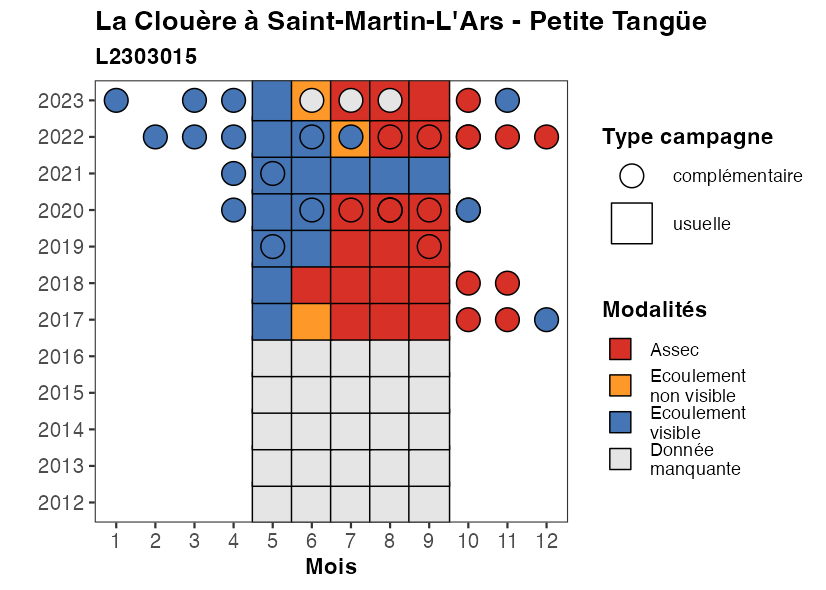 La Clouère à Saint-Martin-L'Ars - Petite Tangüe
L2303015
2023
2022
2021
2020
2019
2018
2017
2016
2015
2014
2013
2012
1 2 3 4 5 6 7 8 9 10 11 12
Mois
Type campagne
complémentaire
usuelle
Modalités
Assec
Ecoulement
non visible
Ecoulement
visible
Donnée
manquante